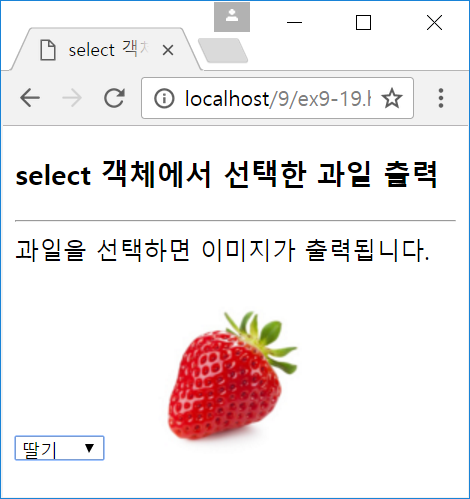 select 객체
localhost/9/ex9-19.h
select 객체에서 선택한 과일 출력
과일을 선택하면 이미지가 출력됩니다.
딸기